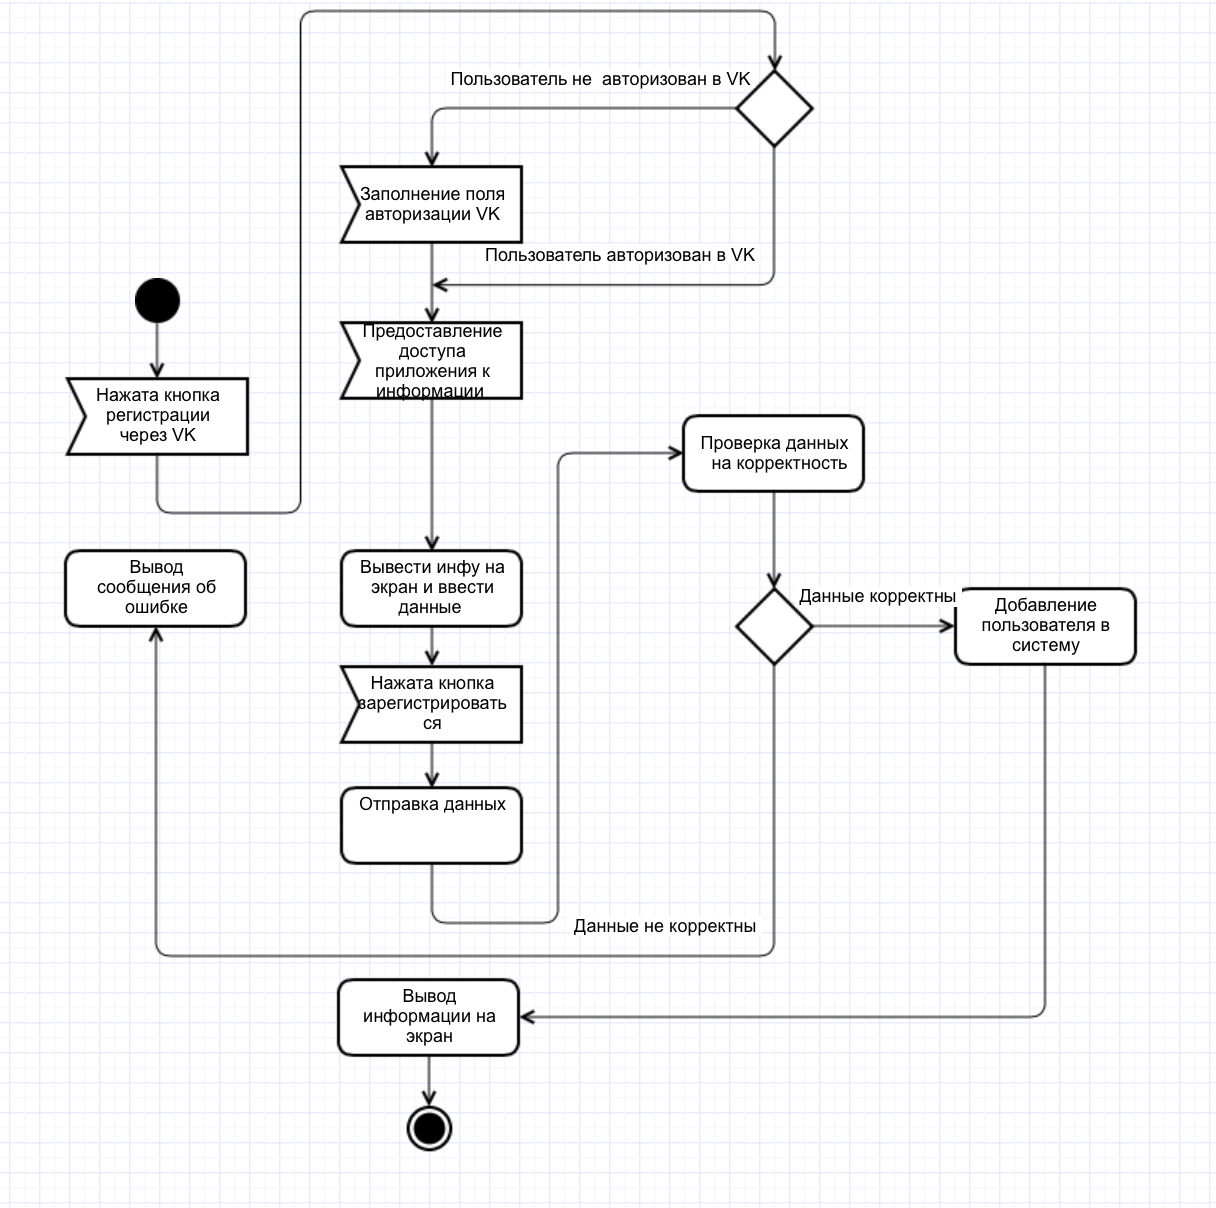 Пользователь не  авторизован в VK
Заполнение поля
авторизации VK
Пользователь авторизован в VK
Предоставление
доступа
приложения к
информации
Нажата кнопка
регистрации
через VK
Проверка данных
на корректность
Вывод
сообщения об
ошибке
Вывести инфу на
экран и ввести
данные
Данные корректны
Добавление
пользователя в
систему
Нажата кнопка
зарегистрировать
ся
Отправка данных
Данные не корректны
Вывод
информации на
экран